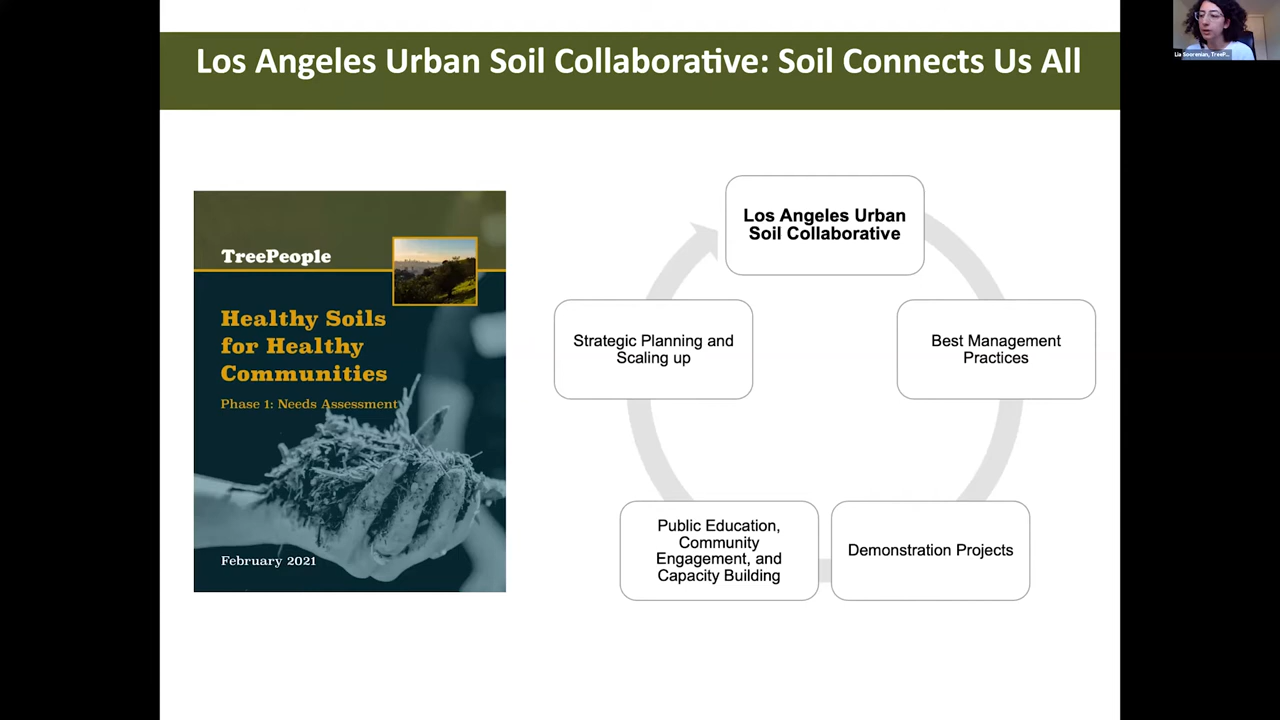 Los Angeles Urban Soil Collaborative: Soil Connects Us All
TreePeople
Healthy Soils
for Healthy
Communities
Phase 1: Needs Assessment
February 2021
Los Angeles Urban
Soil Collaborative
Best Management
Practices
Demonstration Projects
Public Education,
Community
Engagement, and
Capacity Building
Strategic Planning and
Scaling up